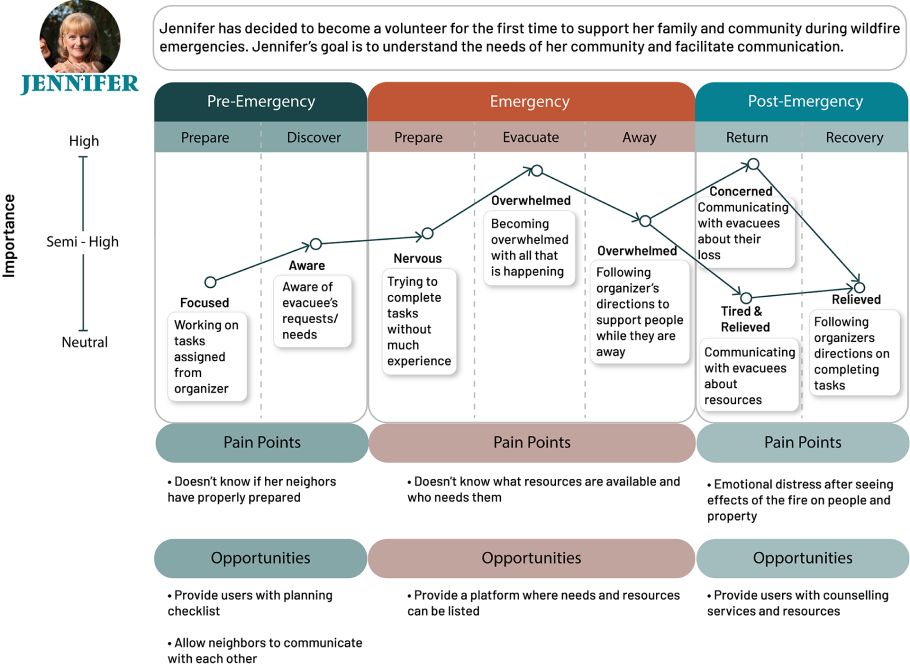 Jennifer has decided to become a volunteer for the first time to support her family and community during wildfire
emergencies. Jennifer's goal is to understand the needs of her community and facilitate communication.
JENNIFER
Pre-Emergency
Emergency
Post-Emergency
Prepare
Discover
Prepare
Evacuate
Away
Return
Recovery
Importance
High
Semi - High
Neutral
Focused
Working on
tasks
assigned
from
organizer
Aware
Aware of
evacuee's
requests/
needs
Nervous
Trying to
complete
tasks
without
much
experience
Overwhelmed
Becoming
overwhelmed
with all that
is happening
Overwhelmed
Following
organizer's
directions to
support people
while they are
away
Concerned
Communicating
with evacuees
about their
loss
Tired &
Relieved
Communicating
with evacuees
about
resources
Relieved
Following
organizers
directions on
completing
tasks
Pain Points
Pain Points
Pain Points
• Doesn't know if her neighors
have properly prepared
• Doesn't know what resources are available and
who needs them
• Emotional distress after seeing
effects of the fire on people and
property
Opportunities
Opportunities
Opportunities
• Provide users with planning
checklist
• Allow neighbors to communicate
with each other
• Provide a platform where needs and resources
can be listed
• Provide users with counselling
services and resources